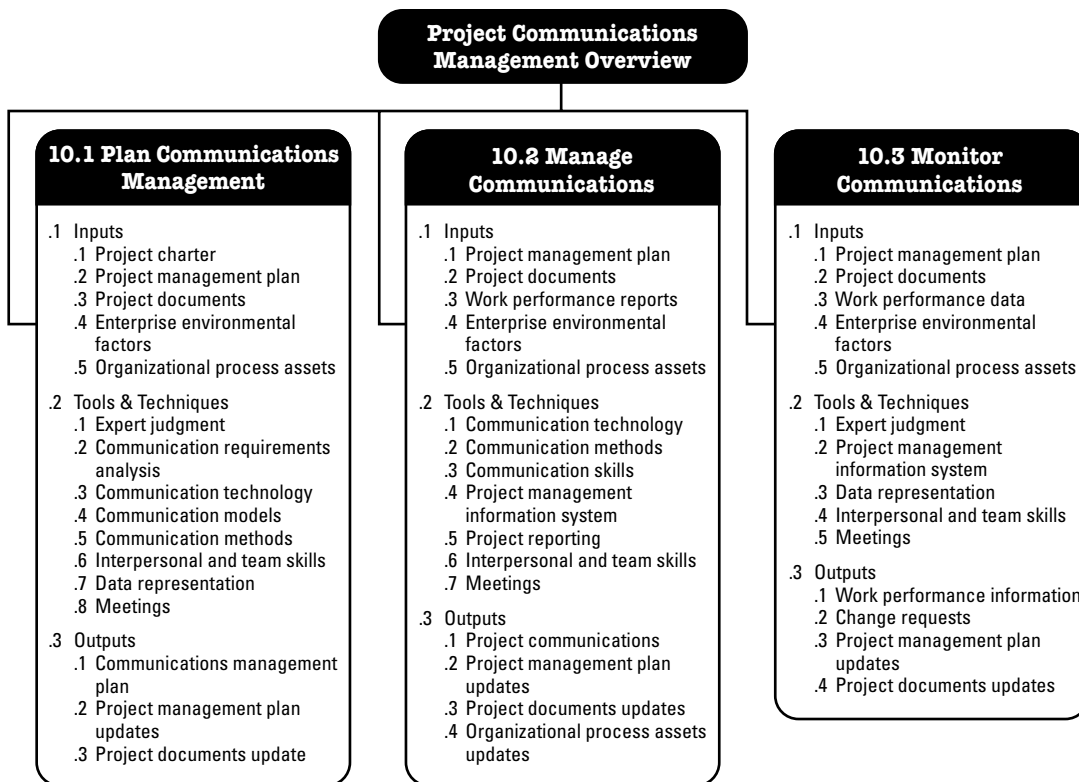 Project Communications
Management Overview
10.1 Plan Communications
Management
.1 Inputs
.1 Project charter
.2 Project management plan
.3 Project documents
.4 Enterprise environmental
factors
.5 Organizational process assets
.2 Tools & Techniques
.1 Expert judgment
.2 Communication requirements
analysis
.3 Communication technology
.4 Communication models
.5 Communication methods
.6 Interpersonal and team skills
.7 Data representation
.8 Meetings
.3 Outputs
.1 Communications management
plan
.2 Project management plan
updates
.3 Project documents update
10.2 Manage
Communications
.1 Inputs
.1 Project management plan
.2 Project documents
.3 Work performance reports
.4 Enterprise environmental
factors
.5 Organizational process assets
.2 Tools & Techniques
.1 Communication technology
.2 Communication methods
.3 Communication skills
.4 Project management
information system
.5 Project reporting
.6 Interpersonal and team skills
.7 Meetings
.3 Outputs
.1 Project communications
.2 Project management plan
updates
.3 Project documents updates
.4 Organizational process assets
updates
10.3 Monitor
Communications
.1 Inputs
.1 Project management plan
.2 Project documents
.3 Work performance data
.4 Enterprise environmental
factors
.5 Organizational process assets
.2 Tools & Techniques
.1 Expert judgment
.2 Project management
information system
.3 Data representation
.4 Interpersonal and team skills
.5 Meetings
.3 Outputs
.1 Work performance information
.2 Change requests
.3 Project management plan
updates
.4 Project documents updates